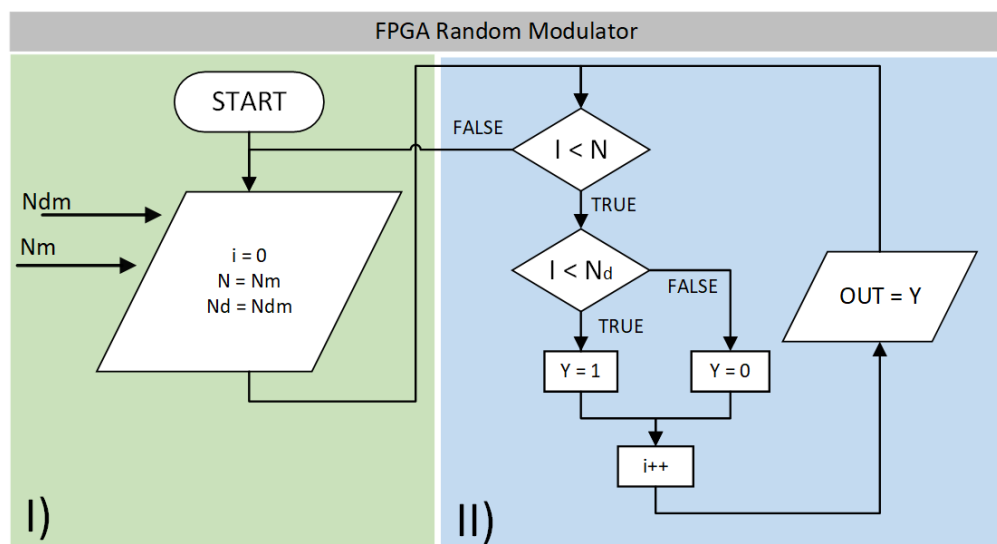 FPGA Random Modulator
START
Ndm
Nm
i = 0
N = Nm
Nd = Ndm
I)
FALSE
I < N
TRUE
I < Nd
FALSE
TRUE
Y = 1
Y = 0
i++
OUT = Y
II)